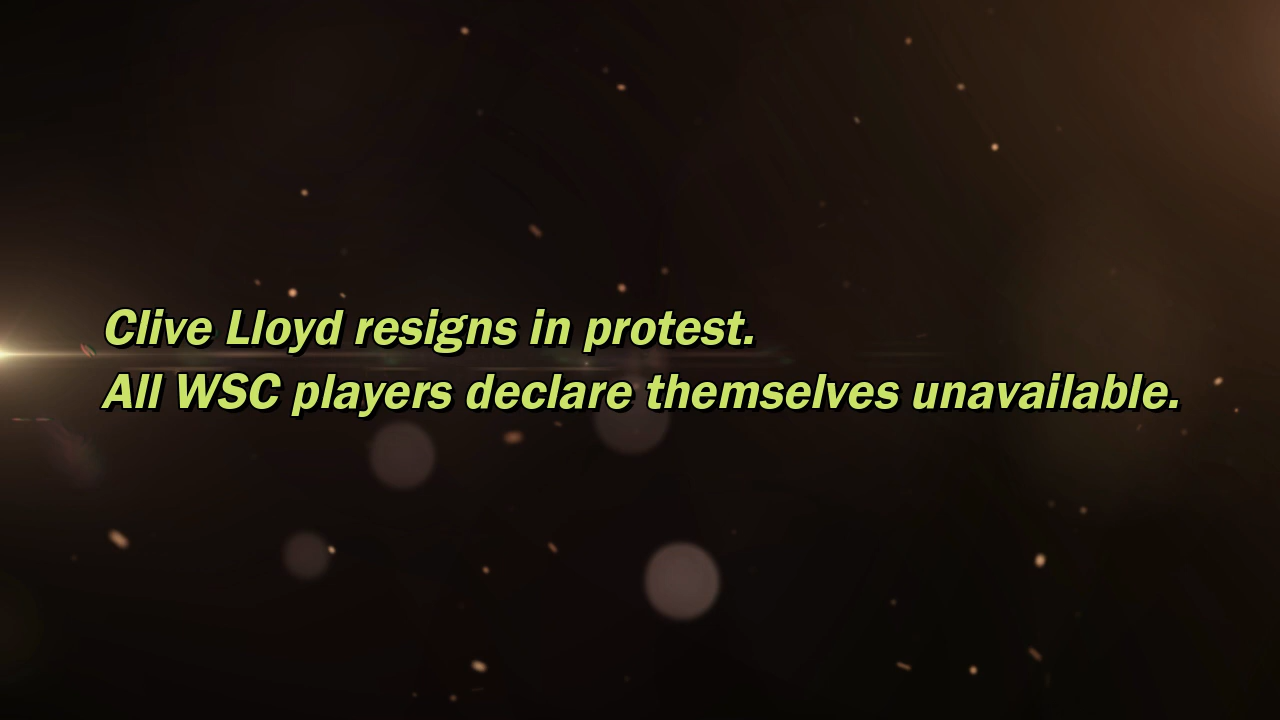 Clive Lloyd resigns in protest.
All WSC players declare themselves unavailable.